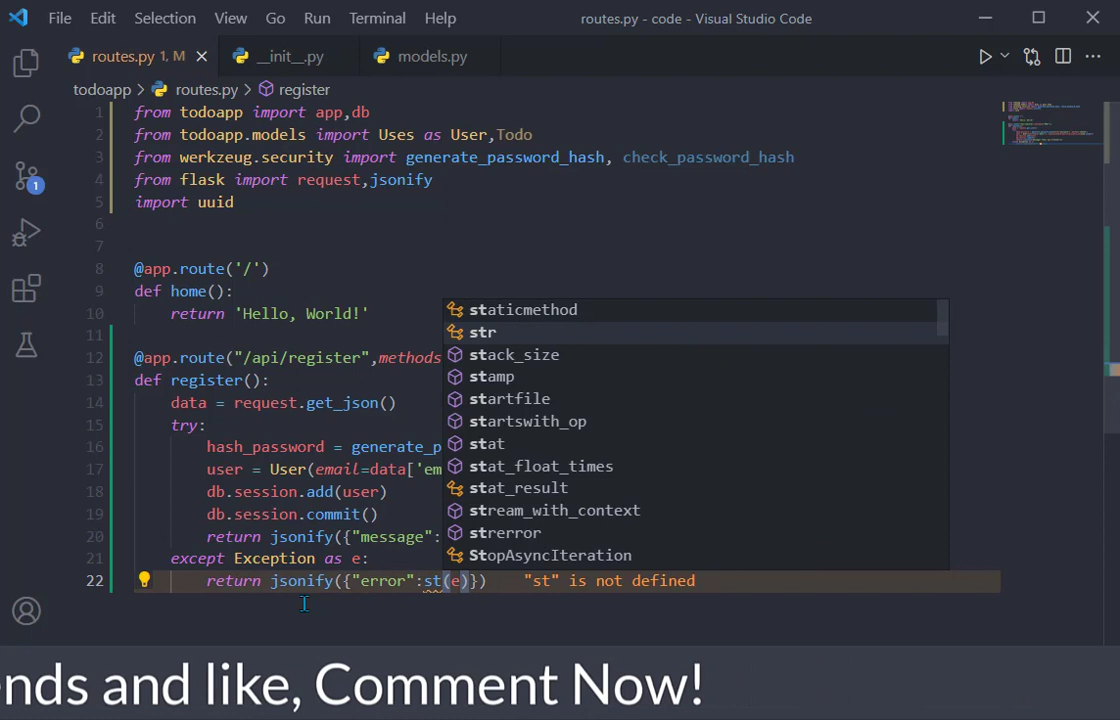 File Edit Selection View Go Run Terminal Help routes.py - code - Visual Studio Code
routes.py 1, M __init__.py models.py
todoapp > routes.py > register
1 from todoapp import app,db
2 from todoapp.models import Uses as User,Todo
3 from werkzeug.security import generate_password_hash, check_password_hash
4 from flask import request,jsonify
5 import uuid
6
7
8 @app.route('/')
9 def home():
10 return 'Hello, World!'
11
12 @app.route("/api/register",methods
13 def register():
14 data = request.get_json()
15 try:
16 hash_password = generate_p
17 user = User(email=data['em
18 db.session.add(user)
19 db.session.commit()
20 return jsonify({"message":
21 except Exception as e:
22 return jsonify({"error":st(e)}) "st" is not defined
staticmethod
str
stack_size
stamp
startfile
startswith_op
stat
stat_float_times
stat_result
stream_with_context
strerror
StopAsyncIteration
1
ends and like, Comment Now!